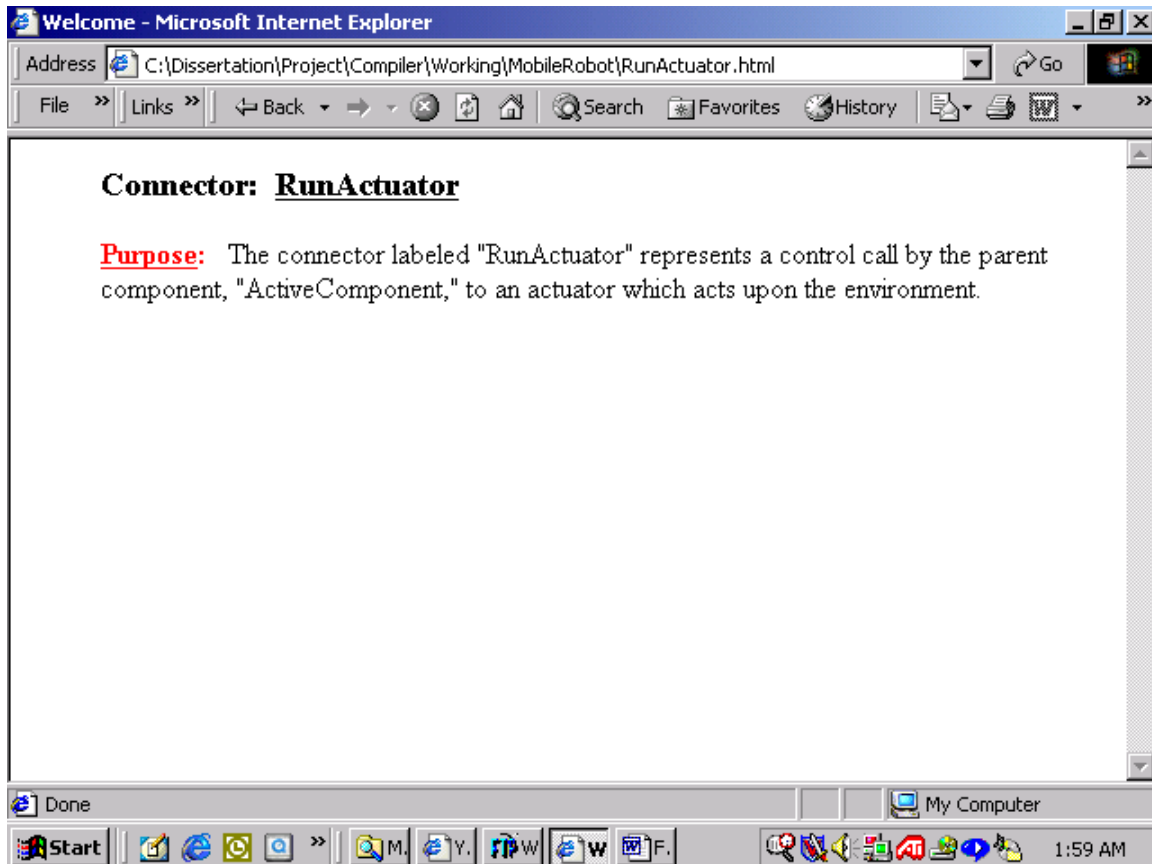 Welcome - Microsoft Internet Explorer
Address C:\Dissertation\Project\Compiler\Working\MobileRobot\RunActuator.html Go
File » Links » Back Search Favorites History »
Connector: RunActuator
Purpose: The connector labeled "RunActuator" represents a control call by the parent
component, "ActiveComponent," to an actuator which acts upon the environment.
Done My Computer
Start » M. Y. W W F. 1:59 AM